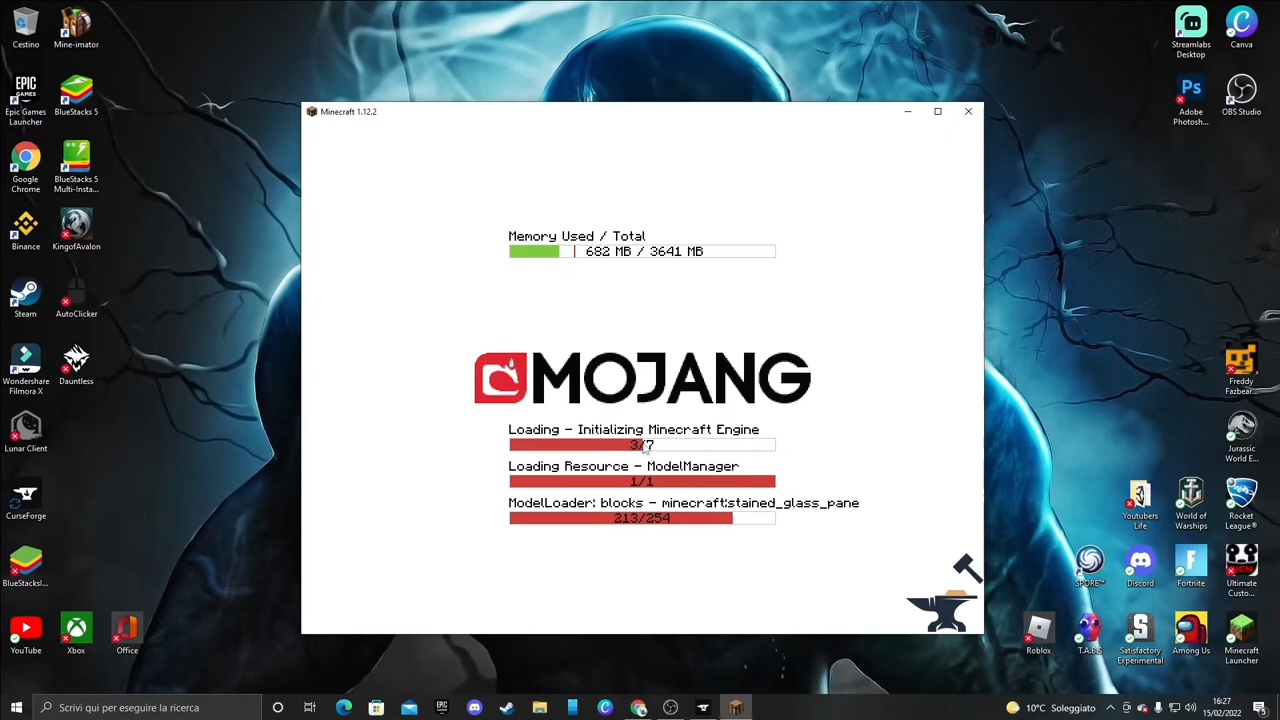 Cestino
Mine-imator
Epic Games
Launcher
BlueStacks 5
Google
Chrome
BlueStacks 5
Multi-Insta...
Binance
KingofAvalon
Steam
AutoClicker
Wondershare
Filmora X
Dauntless
Lunar Client
CurseForge
BlueStacksI...
YouTube
Xbox
Office
Streamlabs
Desktop
Canva
Adobe
Photosh...
OBS Studio
Minecraft 1.12.2
Memory Used / Total
682 MB / 3641 MB
MOJANG
Loading - Initializing Minecraft Engine
3/7
Loading Resource - ModelManager
1/1
ModelLoader: blocks - minecraft:stained_glass_pane
213/254
Freddy
Fazbear...
Jurassic
World E...
Youtubers
Life
World of
Warships
Rocket
League®
SPORE™
Discord
Fortnite
Ultimate
Custo...
Roblox
T.A.B.S.
Satisfactory
Experimental
Among Us
Minecraft
Launcher
Scrivi qui per eseguire la ricerca
10°C Soleggiato
16:27
15/02/2022